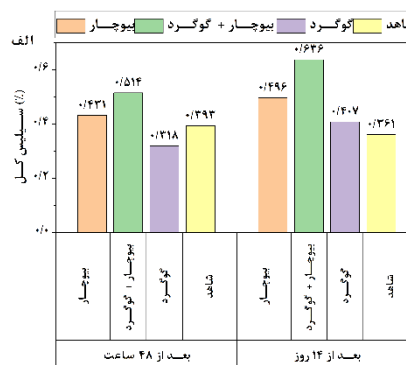 شاهد گوگرد بیوچار + گوگرد بیوچار
الف
سیلیس کل (%)
۰/۶
۰/۴
۰/۲
۰/۰
۰/۴۳۱ ۰/۵۱۴ ۰/۳۱۸ ۰/۳۹۳ ۰/۴۹۶ ۰/۶۳۶ ۰/۴۰۷ ۰/۳۶۱
بیوچار
بیوچار + گوگرد
گوگرد
شاهد
بیوچار
بیوچار + گوگرد
گوگرد
شاهد
بعد از ۴۸ ساعت
بعد از ۱۴ روز